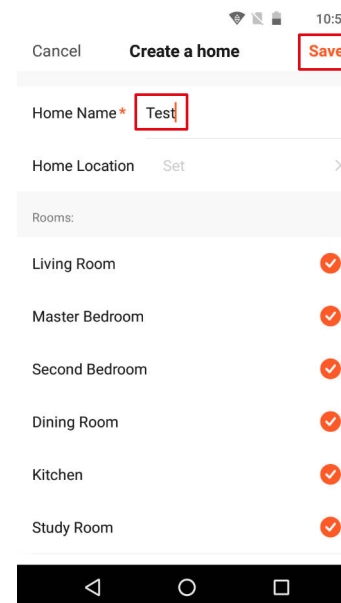 10:5
Cancel Create a home Save
Home Name* Test
Home Location Set
Rooms:
Living Room
Master Bedroom
Second Bedroom
Dining Room
Kitchen
Study Room